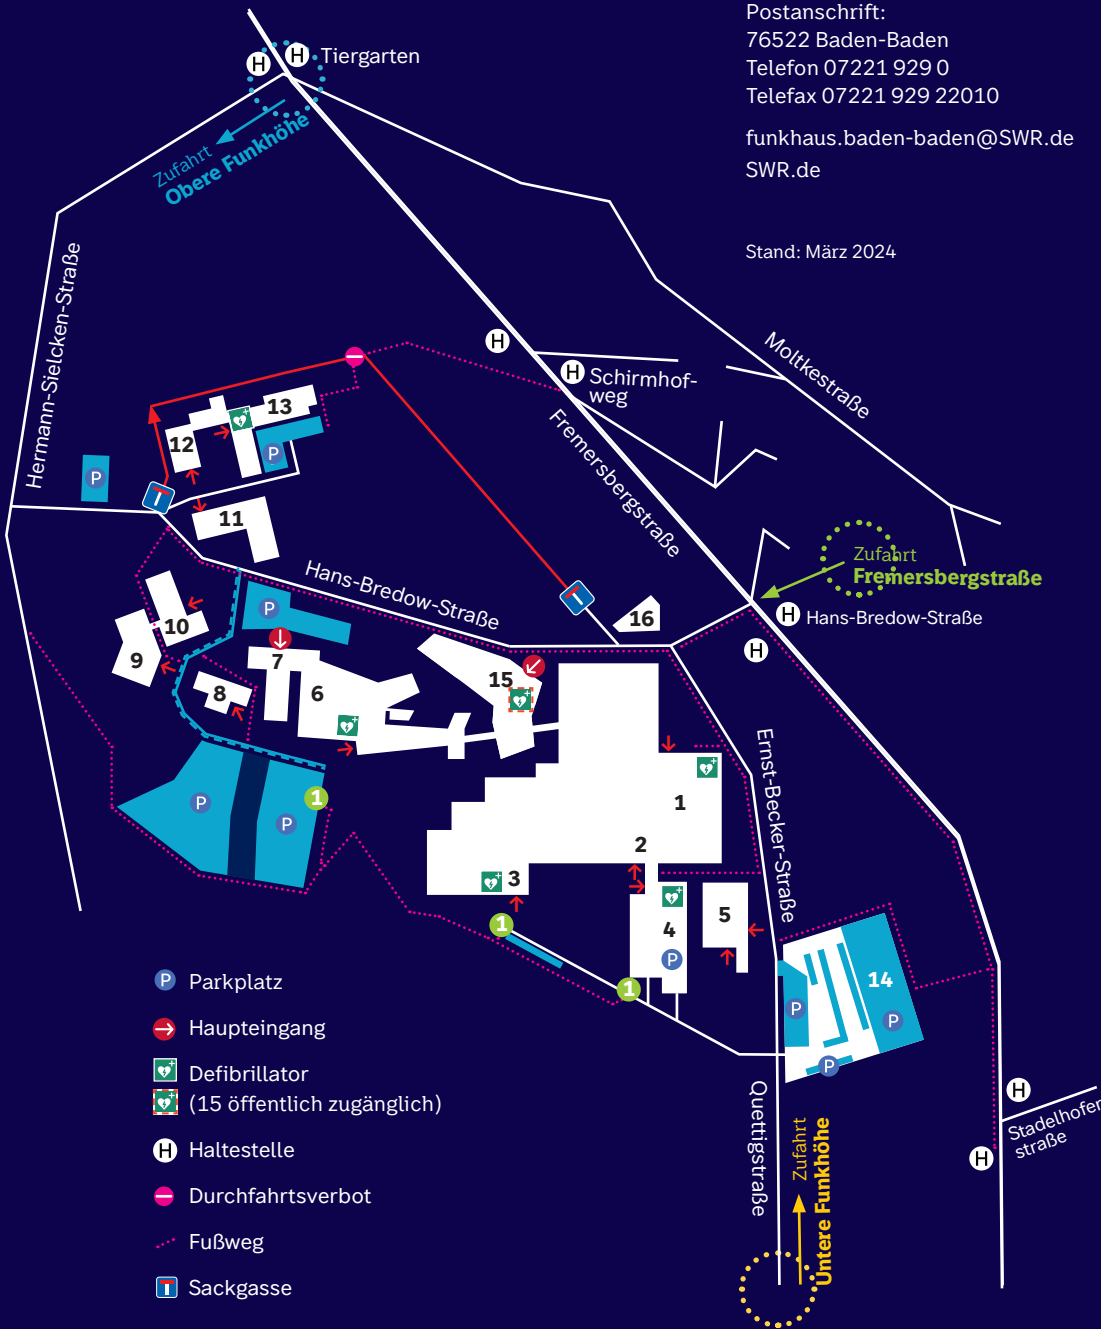 Postanschrift:
76522 Baden-Baden
Telefon 07221 929 0
Telefax 07221 929 22010
funkhaus.baden-baden@SWR.de
SWR.de
Stand: März 2024
H
H
Tiergarten
Zufahrt
Obere Funkhöhe
Hermann-Sielcken-Straße
H
H
Schirmhof-
weg
Moltkestraße
Fremersbergstraße
13
12
P
P
T
11
Hans-Bredow-Straße
T
16
Zufahrt
Fremersbergstraße
H
Hans-Bredow-Straße
H
P
10
9
7
8
6
15
P
P
1
1
2
3
1
4
P
5
1
Ernst-Becker-Straße
14
P
P
P
Quettigstraße
Zufahrt
Untere Funkhöhe
H
Stadelhofer-
straße
H
P Parkplatz
Haupteingang
Defibrillator
(15 öffentlich zugänglich)
H Haltestelle
Durchfahrtsverbot
Fußweg
T Sackgasse